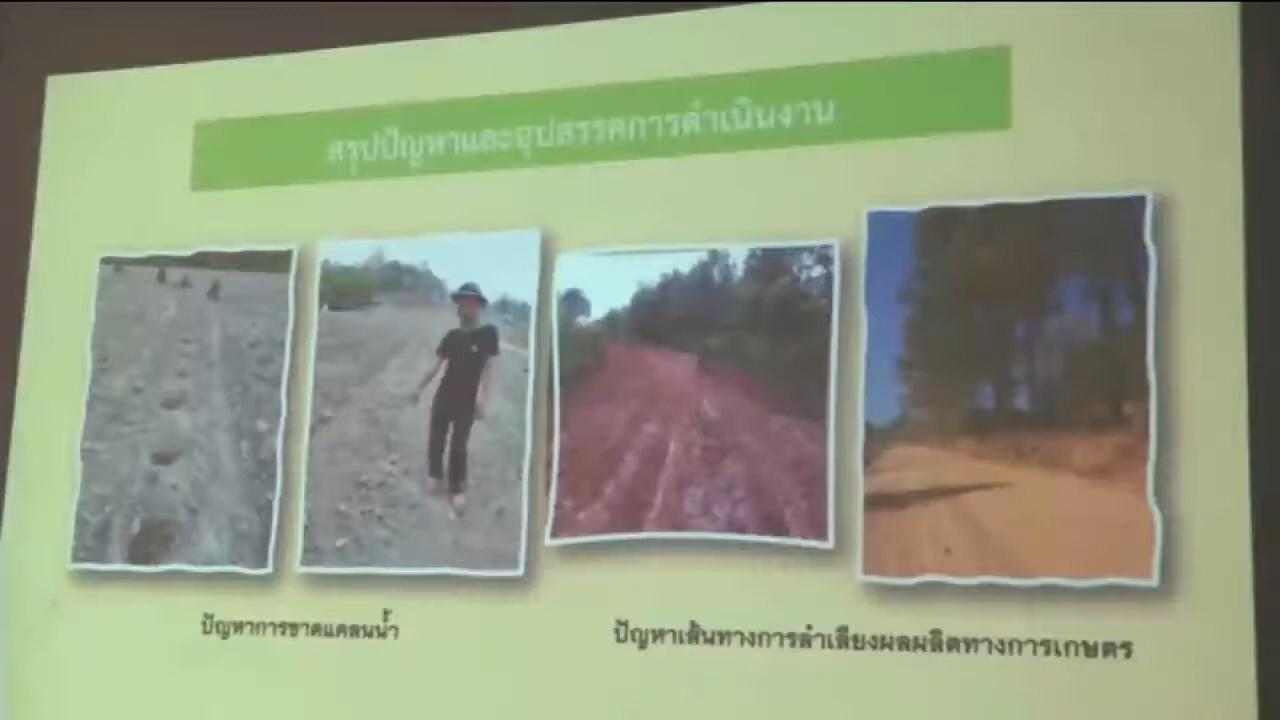 สรุปปัญหาและอุปสรรคการดำเนินงาน
ปัญหาการขาดแคลนน้ำ
ปัญหาเส้นทางการลำเลียงผลผลิตทางการเกษตร